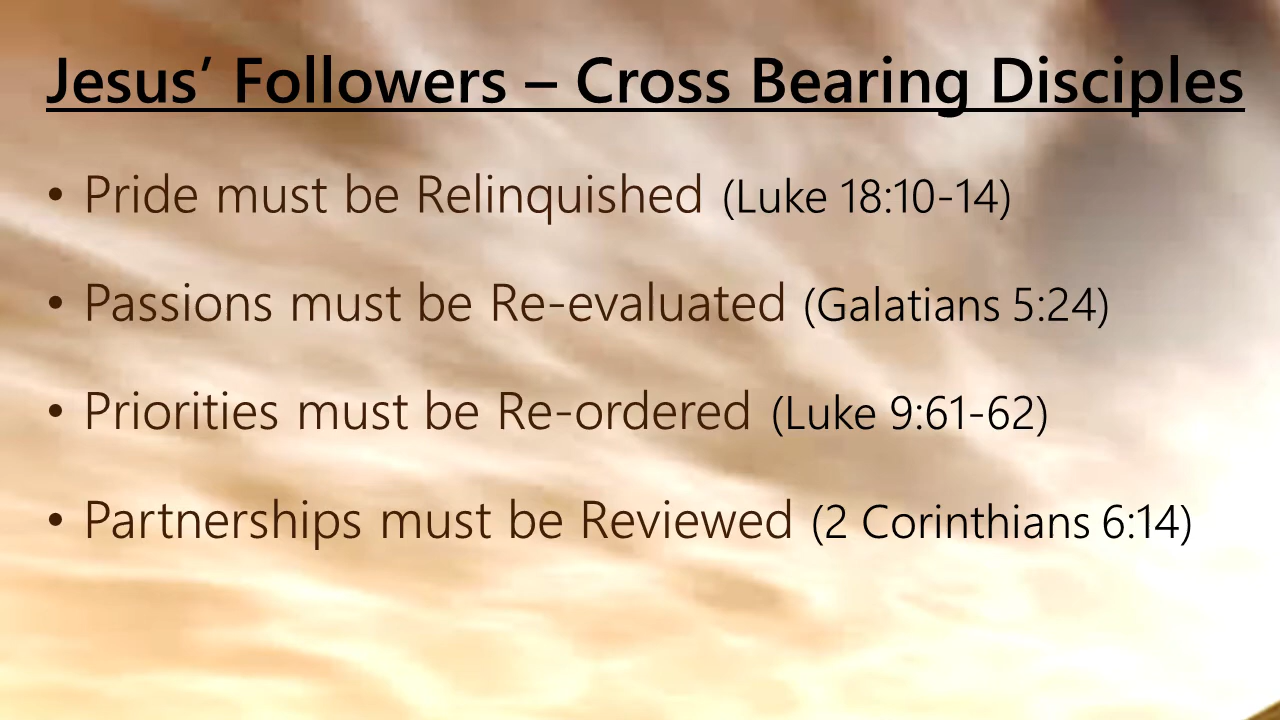 Jesus’ Followers – Cross Bearing Disciples
• Pride must be Relinquished (Luke 18:10-14)
• Passions must be Re-evaluated (Galatians 5:24)
• Priorities must be Re-ordered (Luke 9:61-62)
• Partnerships must be Reviewed (2 Corinthians 6:14)